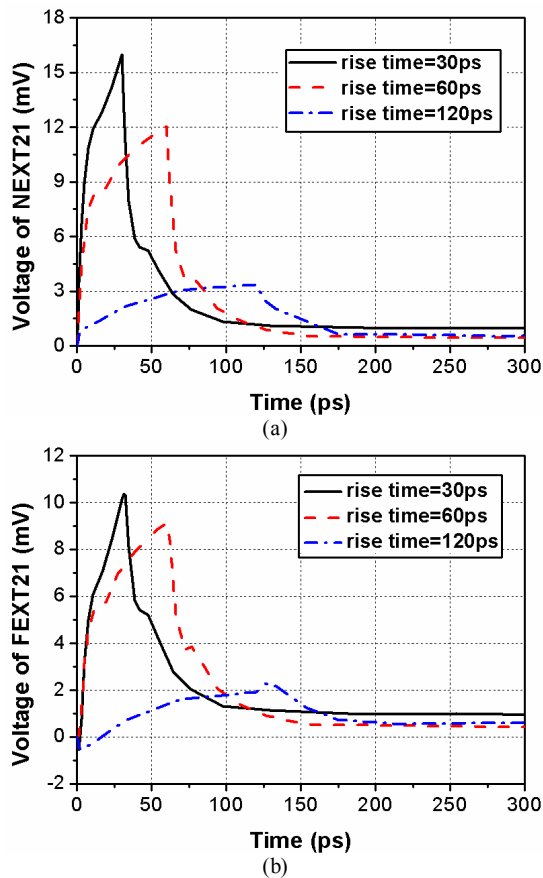 18
15
12
9
6
3
0
Voltage of NEXT21 (mV)
rise time=30ps
rise time=60ps
rise time=120ps
0 50 100 150 200 250 300
Time (ps)
(a)
12
10
8
6
4
2
0
-2
Voltage of FEXT21 (mV)
rise time=30ps
rise time=60ps
rise time=120ps
0 50 100 150 200 250 300
Time (ps)
(b)